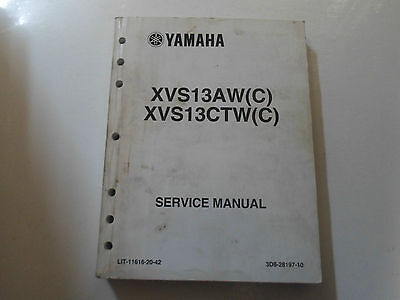 YAMAHA
XVS13AW(C)
XVS13CTW(C)
SERVICE MANUAL
LIT-11616-20-42
3D8-28197-10